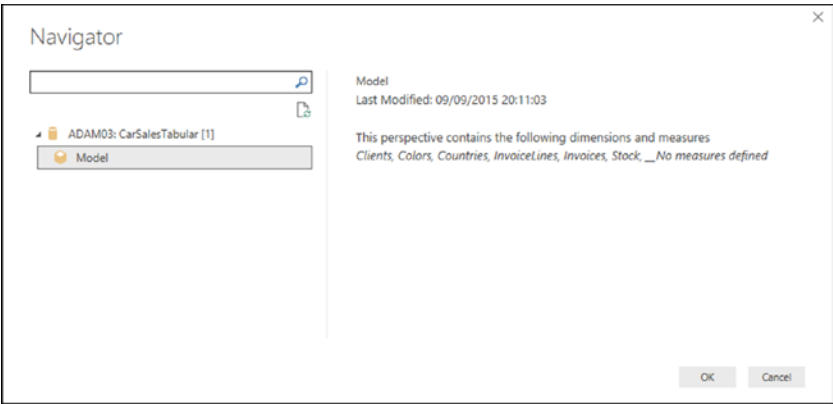 Navigator
ADAM03: CarSalesTabular [1]
Model
Model
Last Modified: 09/09/2015 20:11:03
This perspective contains the following dimensions and measures
Clients, Colors, Countries, InvoiceLines, Invoices, Stock, __No measures defined
OK Cancel